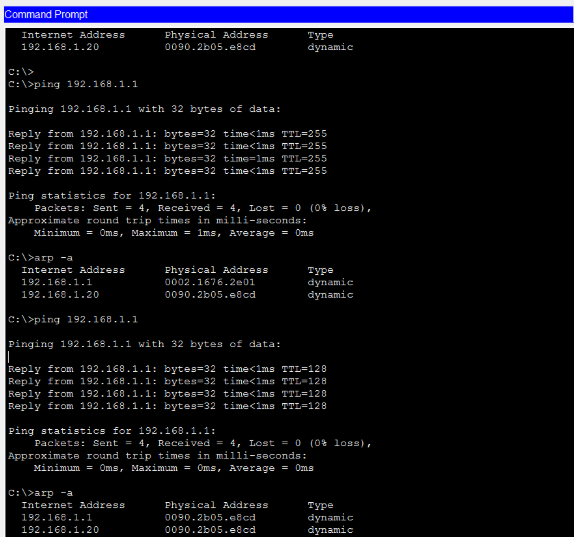 Command Prompt
Internet Address Physical Address Type
192.168.1.20 0090.2b05.e8cd dynamic
C:\>
C:\>ping 192.168.1.1
Pinging 192.168.1.1 with 32 bytes of data:
Reply from 192.168.1.1: bytes=32 time<1ms TTL=255
Reply from 192.168.1.1: bytes=32 time<1ms TTL=255
Reply from 192.168.1.1: bytes=32 time=1ms TTL=255
Reply from 192.168.1.1: bytes=32 time<1ms TTL=255
Ping statistics for 192.168.1.1:
Packets: Sent = 4, Received = 4, Lost = 0 (0% loss),
Approximate round trip times in milli-seconds:
Minimum = 0ms, Maximum = 1ms, Average = 0ms
C:\>arp -a
Internet Address Physical Address Type
192.168.1.1 0002.1676.2e01 dynamic
192.168.1.20 0090.2b05.e8cd dynamic
C:\>ping 192.168.1.1
Pinging 192.168.1.1 with 32 bytes of data:
Reply from 192.168.1.1: bytes=32 time<1ms TTL=128
Reply from 192.168.1.1: bytes=32 time<1ms TTL=128
Reply from 192.168.1.1: bytes=32 time<1ms TTL=128
Reply from 192.168.1.1: bytes=32 time<1ms TTL=128
Ping statistics for 192.168.1.1:
Packets: Sent = 4, Received = 4, Lost = 0 (0% loss),
Approximate round trip times in milli-seconds:
Minimum = 0ms, Maximum = 0ms, Average = 0ms
C:\>arp -a
Internet Address Physical Address Type
192.168.1.1 0090.2b05.e8cd dynamic
192.168.1.20 0090.2b05.e8cd dynamic